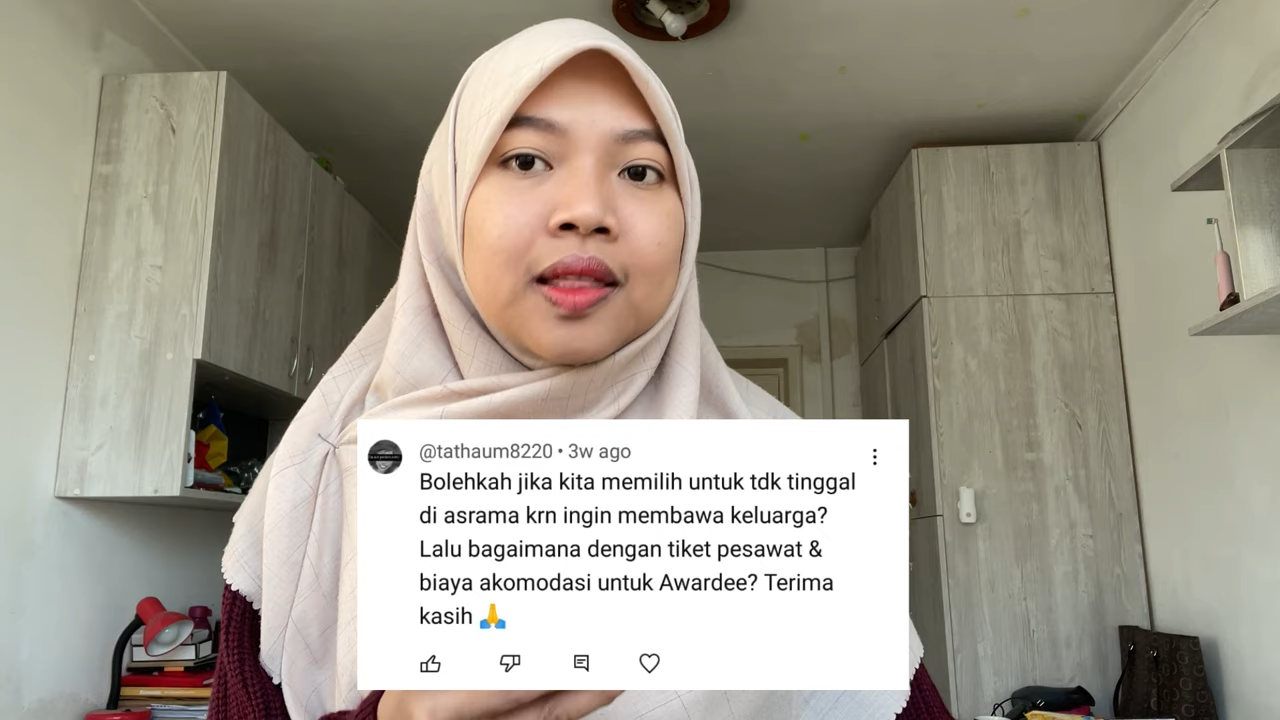 @tathaum8220 • 3w ago
Bolehkah jika kita memilih untuk tdk tinggal
di asrama krn ingin membawa keluarga?
Lalu bagaimana dengan tiket pesawat &
biaya akomodasi untuk Awardee? Terima
kasih 🙏